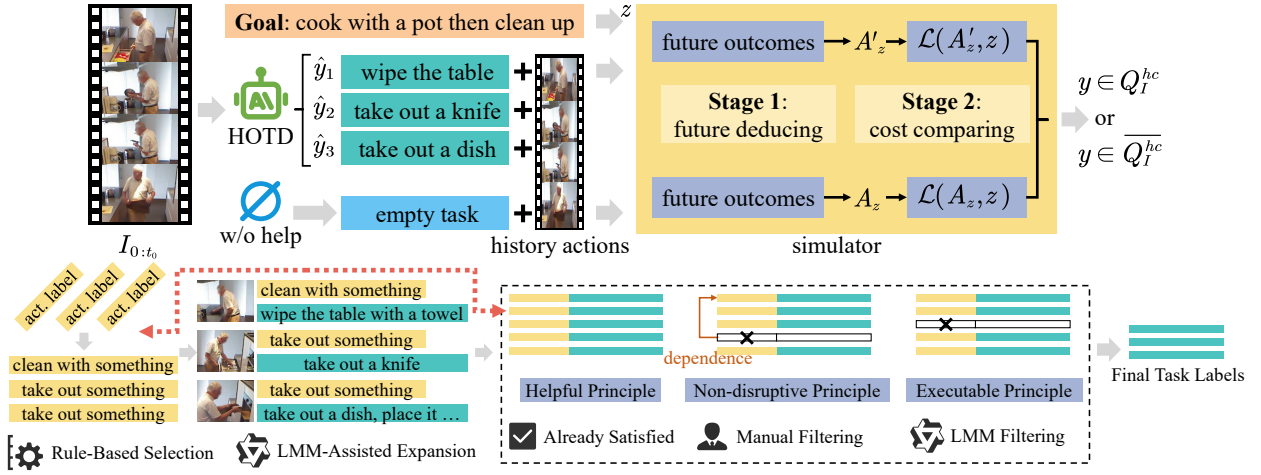 Goal: cook with a pot then clean up
z
ŷ₁ wipe the table
ŷ₂ take out a knife
ŷ₃ take out a dish
HOTD
w/o help
empty task
I₀:t₀
history actions
future outcomes
A′_z
ℒ(A′_z, z)
Stage 1:
future deducing
Stage 2:
cost comparing
future outcomes
A_z
ℒ(A_z, z)
simulator
y ∈ Q_I^{hc}
or
y ∈ \overline{Q_I^{hc}}
act. label
act. label
act. label
clean with something
take out something
take out something
clean with something
wipe the table with a towel
take out something
take out a knife
take out something
take out a dish, place it …
Rule-Based Selection
LMM-Assisted Expansion
dependence
Helpful Principle
Non-disruptive Principle
Executable Principle
Already Satisfied
Manual Filtering
LMM Filtering
Final Task Labels